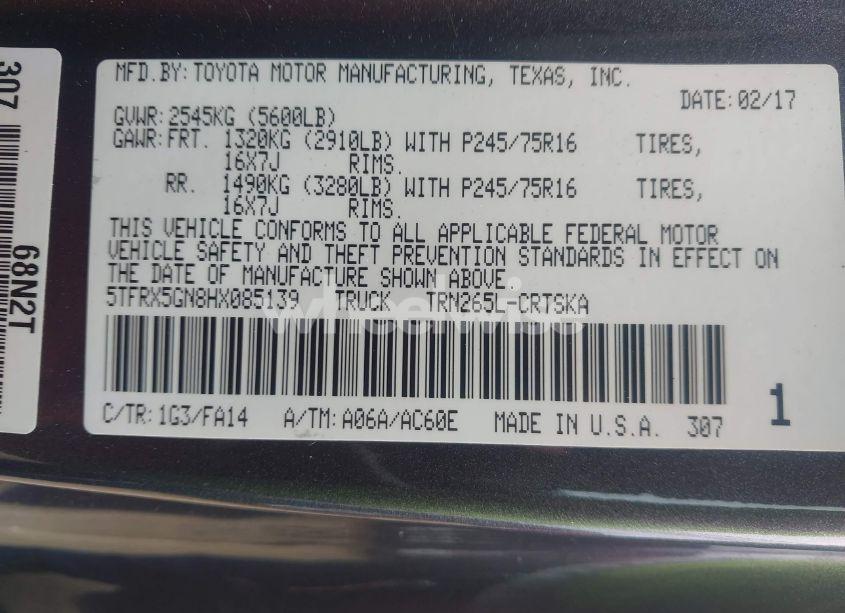 MFD.BY: TOYOTA MOTOR MANUFACTURING, TEXAS, INC.
DATE: 02/17
GVWR: 2545KG (5600LB)
GAWR: FRT. 1320KG (2910LB) WITH P245/75R16 TIRES,
16X7J RIMS.
RR. 1490KG (3280LB) WITH P245/75R16 TIRES,
16X7J RIMS.
THIS VEHICLE CONFORMS TO ALL APPLICABLE FEDERAL MOTOR
VEHICLE SAFETY AND THEFT PREVENTION STANDARDS IN EFFECT ON
THE DATE OF MANUFACTURE SHOWN ABOVE.
5TFRX5GN8HX085139 TRUCK TRN265L-CRTSKA
wheelwise
C/TR: 1G3/FA14 A/TM: A06A/AC60E MADE IN U.S.A. 307
1
307
68N2T